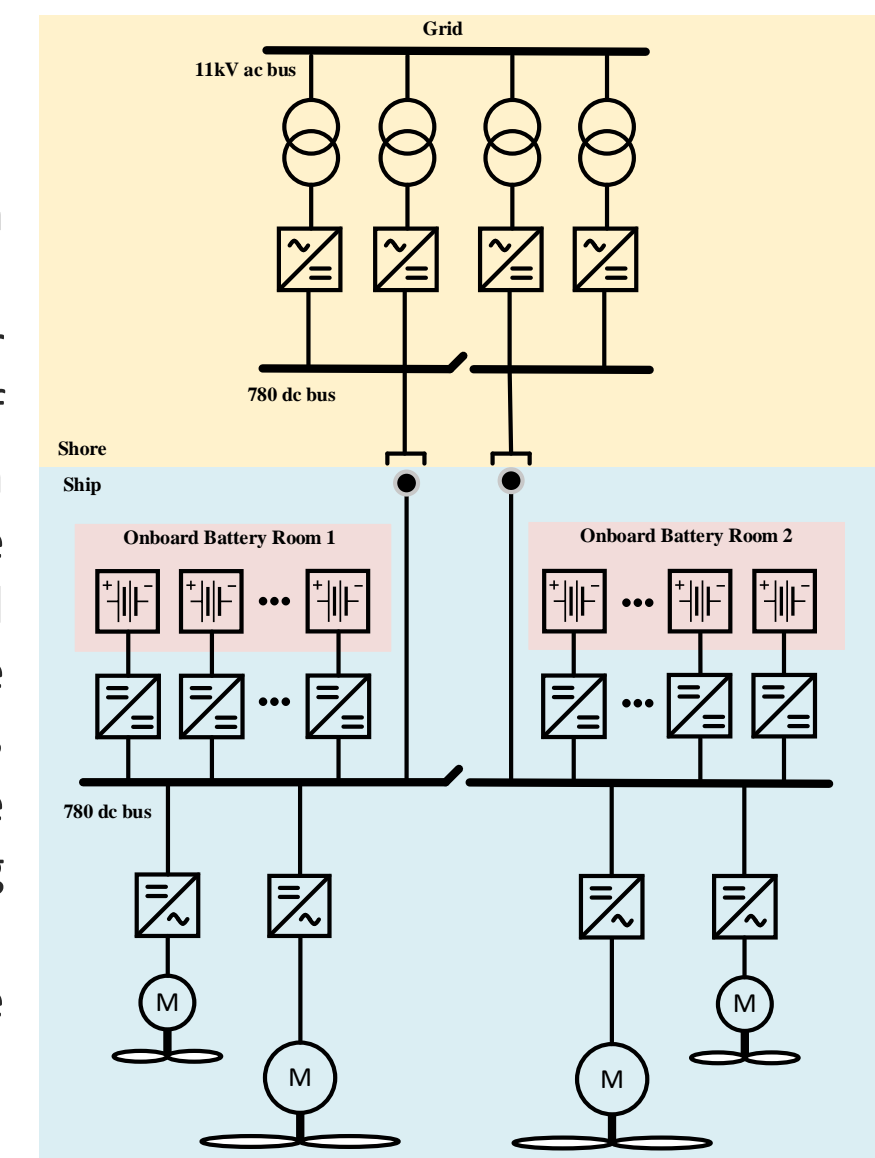 Grid
11kV ac bus
780 dc bus
Shore
Ship
Onboard Battery Room 1
Onboard Battery Room 2
+ − + − + −
+ − + − + −
780 dc bus
M
M
M
M